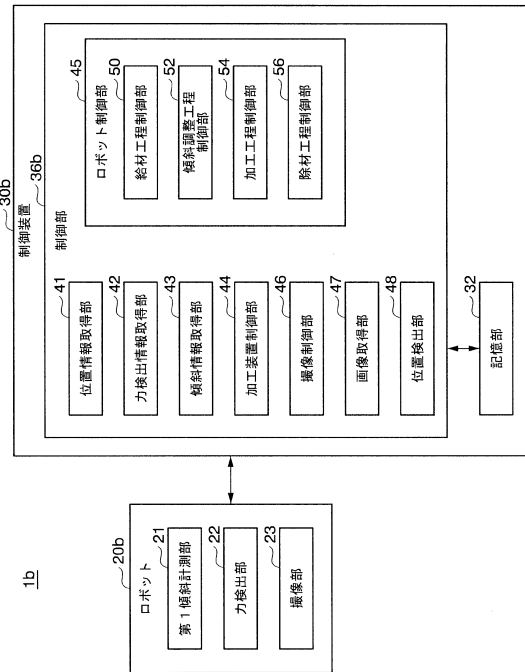 1b
20b
ロボット
21
第１傾斜計測部
22
力検出部
23
撮像部
30b
制御装置
36b
制御部
41
位置情報取得部
42
力検出情報取得部
43
傾斜情報取得部
44
加工装置制御部
46
撮像制御部
47
画像取得部
48
位置検出部
45
ロボット制御部
50
給材工程制御部
52
傾斜調整工程
制御部
54
加工工程制御部
56
除材工程制御部
32
記憶部